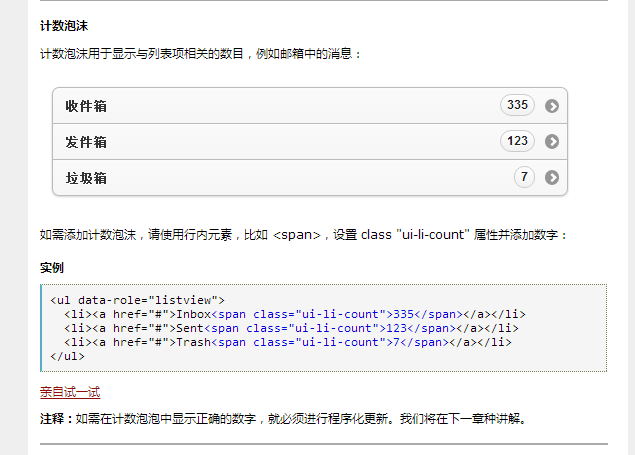 计数泡沫
计数泡沫用于显示与列表项相关的数目，例如邮箱中的消息：
收件箱 335
发件箱 123
垃圾箱 7
如需添加计数泡沫，请使用行内元素，比如 <span>，设置 class "ui-li-count" 属性并添加数字：
实例
<ul data-role="listview">
  <li><a href="#">Inbox<span class="ui-li-count">335</span></a></li>
  <li><a href="#">Sent<span class="ui-li-count">123</span></a></li>
  <li><a href="#">Trash<span class="ui-li-count">7</span></a></li>
</ul>
亲自试一试
注释：如需在计数泡泡中显示正确的数字，就必须进行程序化更新。我们将在下一章种讲解。